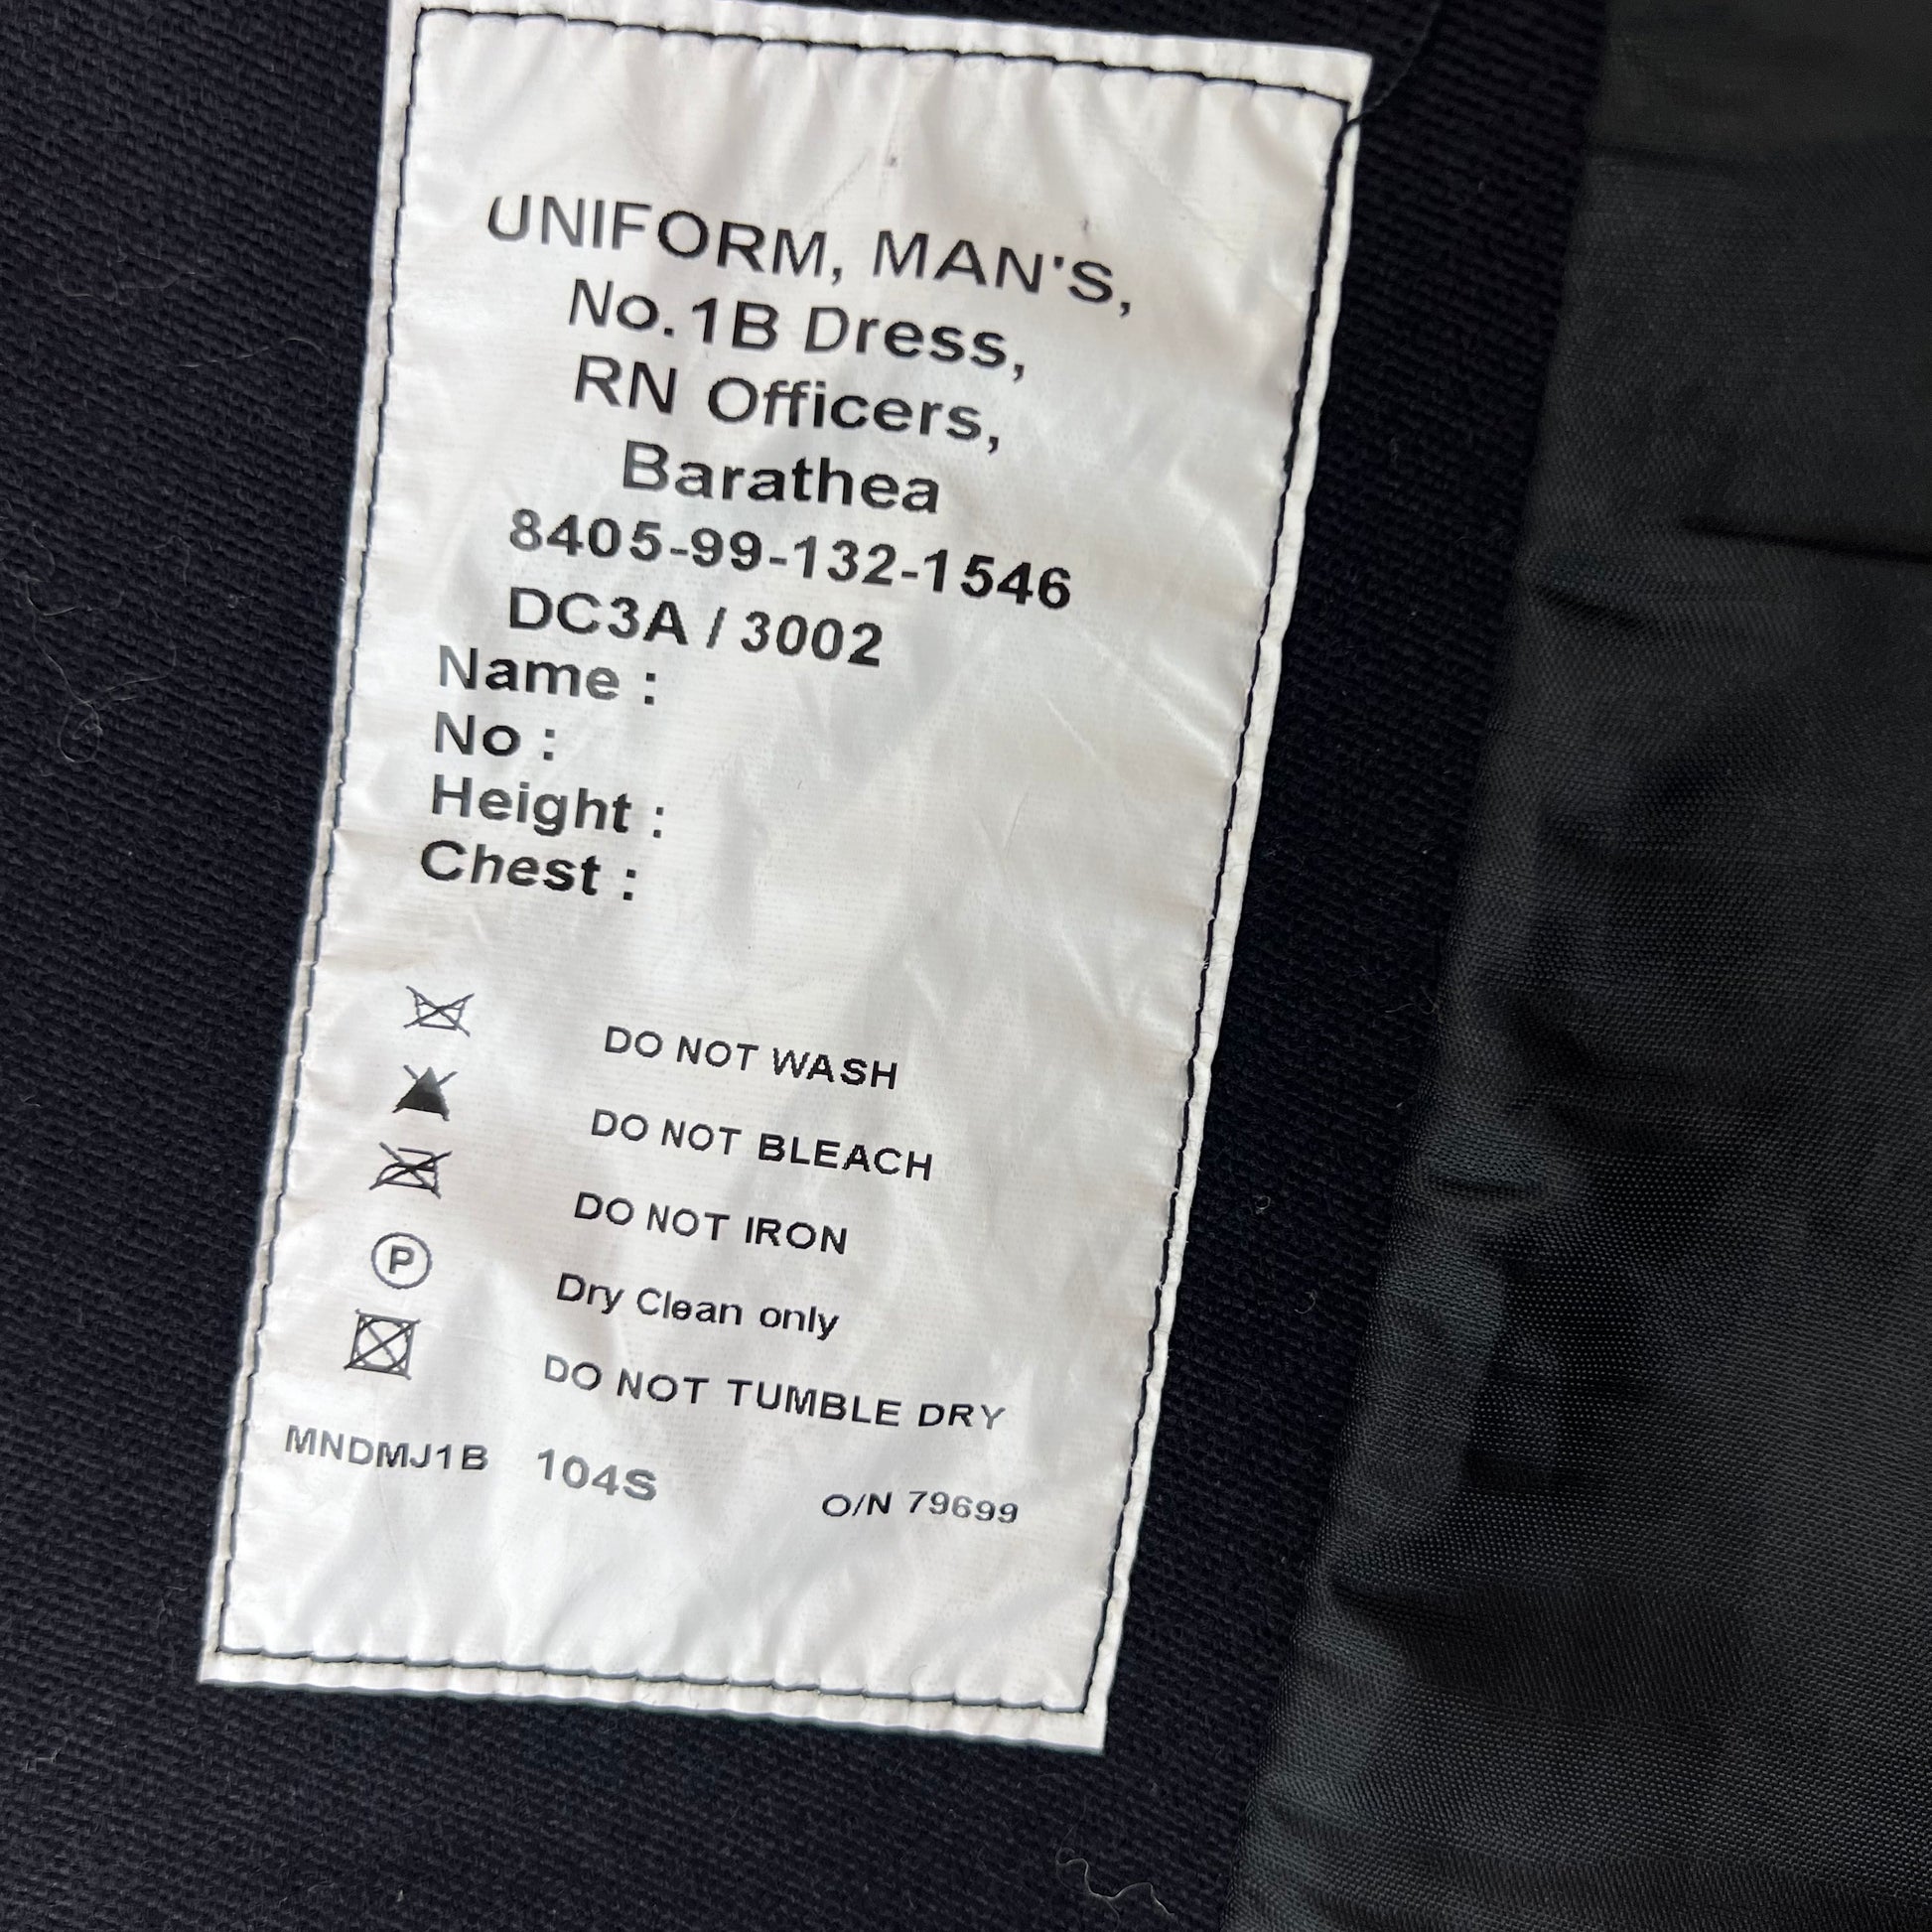 UNIFORM, MAN'S,
No.1B Dress,
RN Officers,
Barathea
8405-99-132-1546
DC3A / 3002
Name :
No :
Height :
Chest :
DO NOT WASH
DO NOT BLEACH
DO NOT IRON
P Dry Clean only
DO NOT TUMBLE DRY
MNDMJ1B 104S O/N 79699